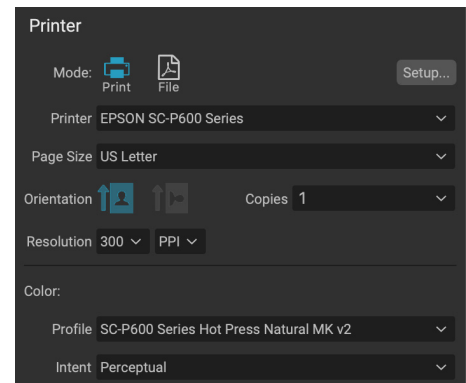 Printer
Mode: Print File Setup...
Printer EPSON SC-P600 Series
Page Size US Letter
Orientation Copies 1
Resolution 300 PPI
Color:
Profile SC-P600 Series Hot Press Natural MK v2
Intent Perceptual